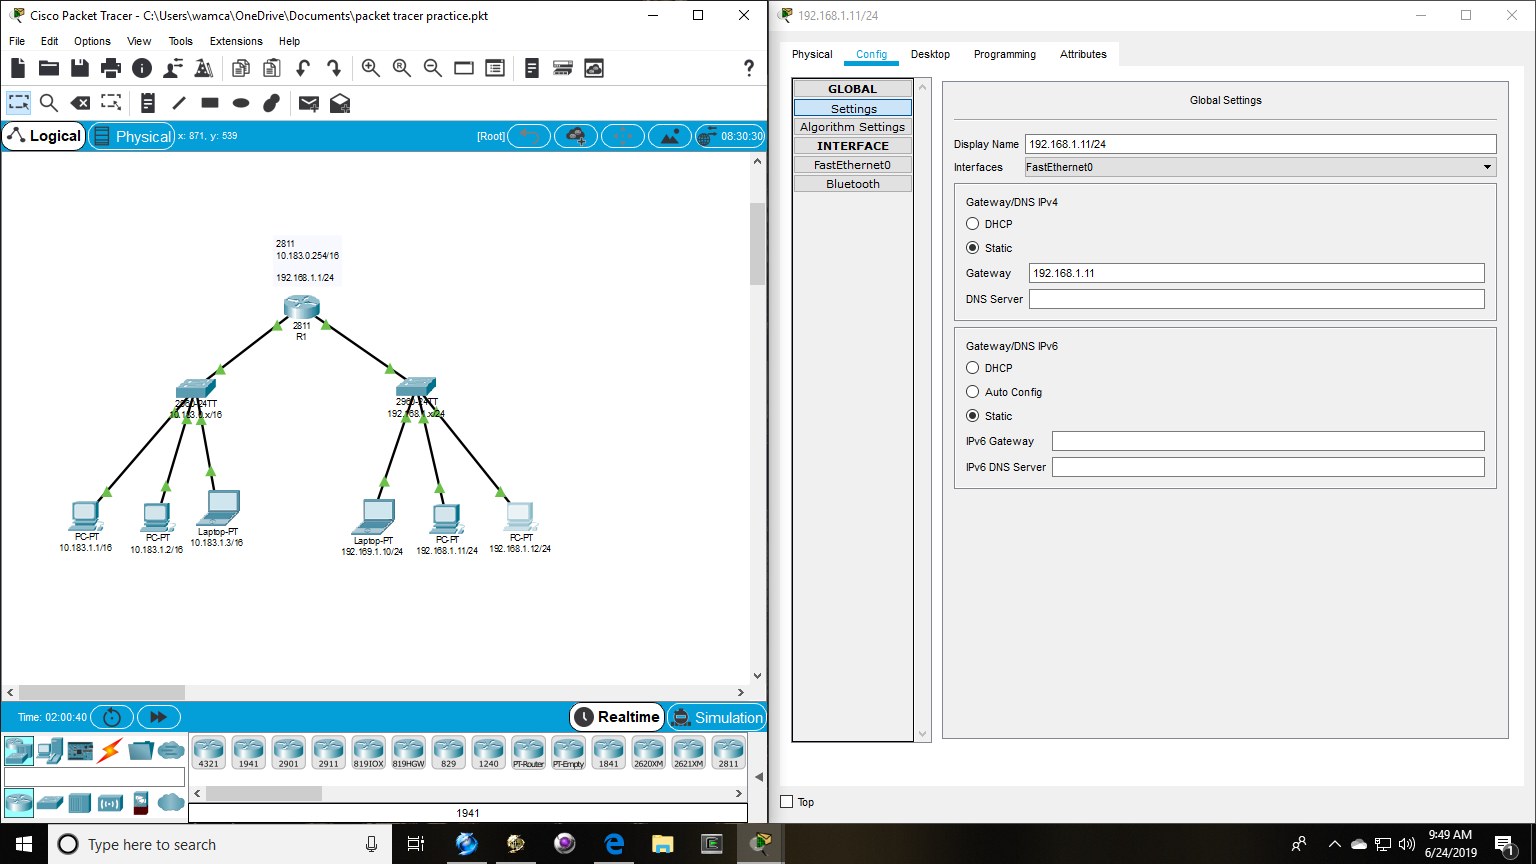 Cisco Packet Tracer - C:\Users\wamca\OneDrive\Documents\packet tracer practice.pkt
File Edit Options View Tools Extensions Help
?
Logical
Physical
x: 871, y: 539
[Root]
08:30:30
2811
10.183.0.254/16
192.168.1.1/24
2811
R1
2960-24TT
10.183.0.x/16
2960-24TT
192.168.1.x/24
PC-PT
10.183.1.1/16
PC-PT
10.183.1.2/16
Laptop-PT
10.183.1.3/16
Laptop-PT
192.169.1.10/24
PC-PT
192.168.1.11/24
PC-PT
192.168.1.12/24
Time: 02:00:40
Realtime
Simulation
4321 1941 2901 2911 819IOX 819HGW 829 1240 PT-Router PT-Empty 1841 2620XM 2621XM 2811
1941
192.168.1.11/24
Physical Config Desktop Programming Attributes
GLOBAL
Settings
Algorithm Settings
INTERFACE
FastEthernet0
Bluetooth
Global Settings
Display Name 192.168.1.11/24
Interfaces FastEthernet0
Gateway/DNS IPv4
DHCP
Static
Gateway 192.168.1.11
DNS Server
Gateway/DNS IPv6
DHCP
Auto Config
Static
IPv6 Gateway
IPv6 DNS Server
Top
Type here to search
9:49 AM
6/24/2019
1